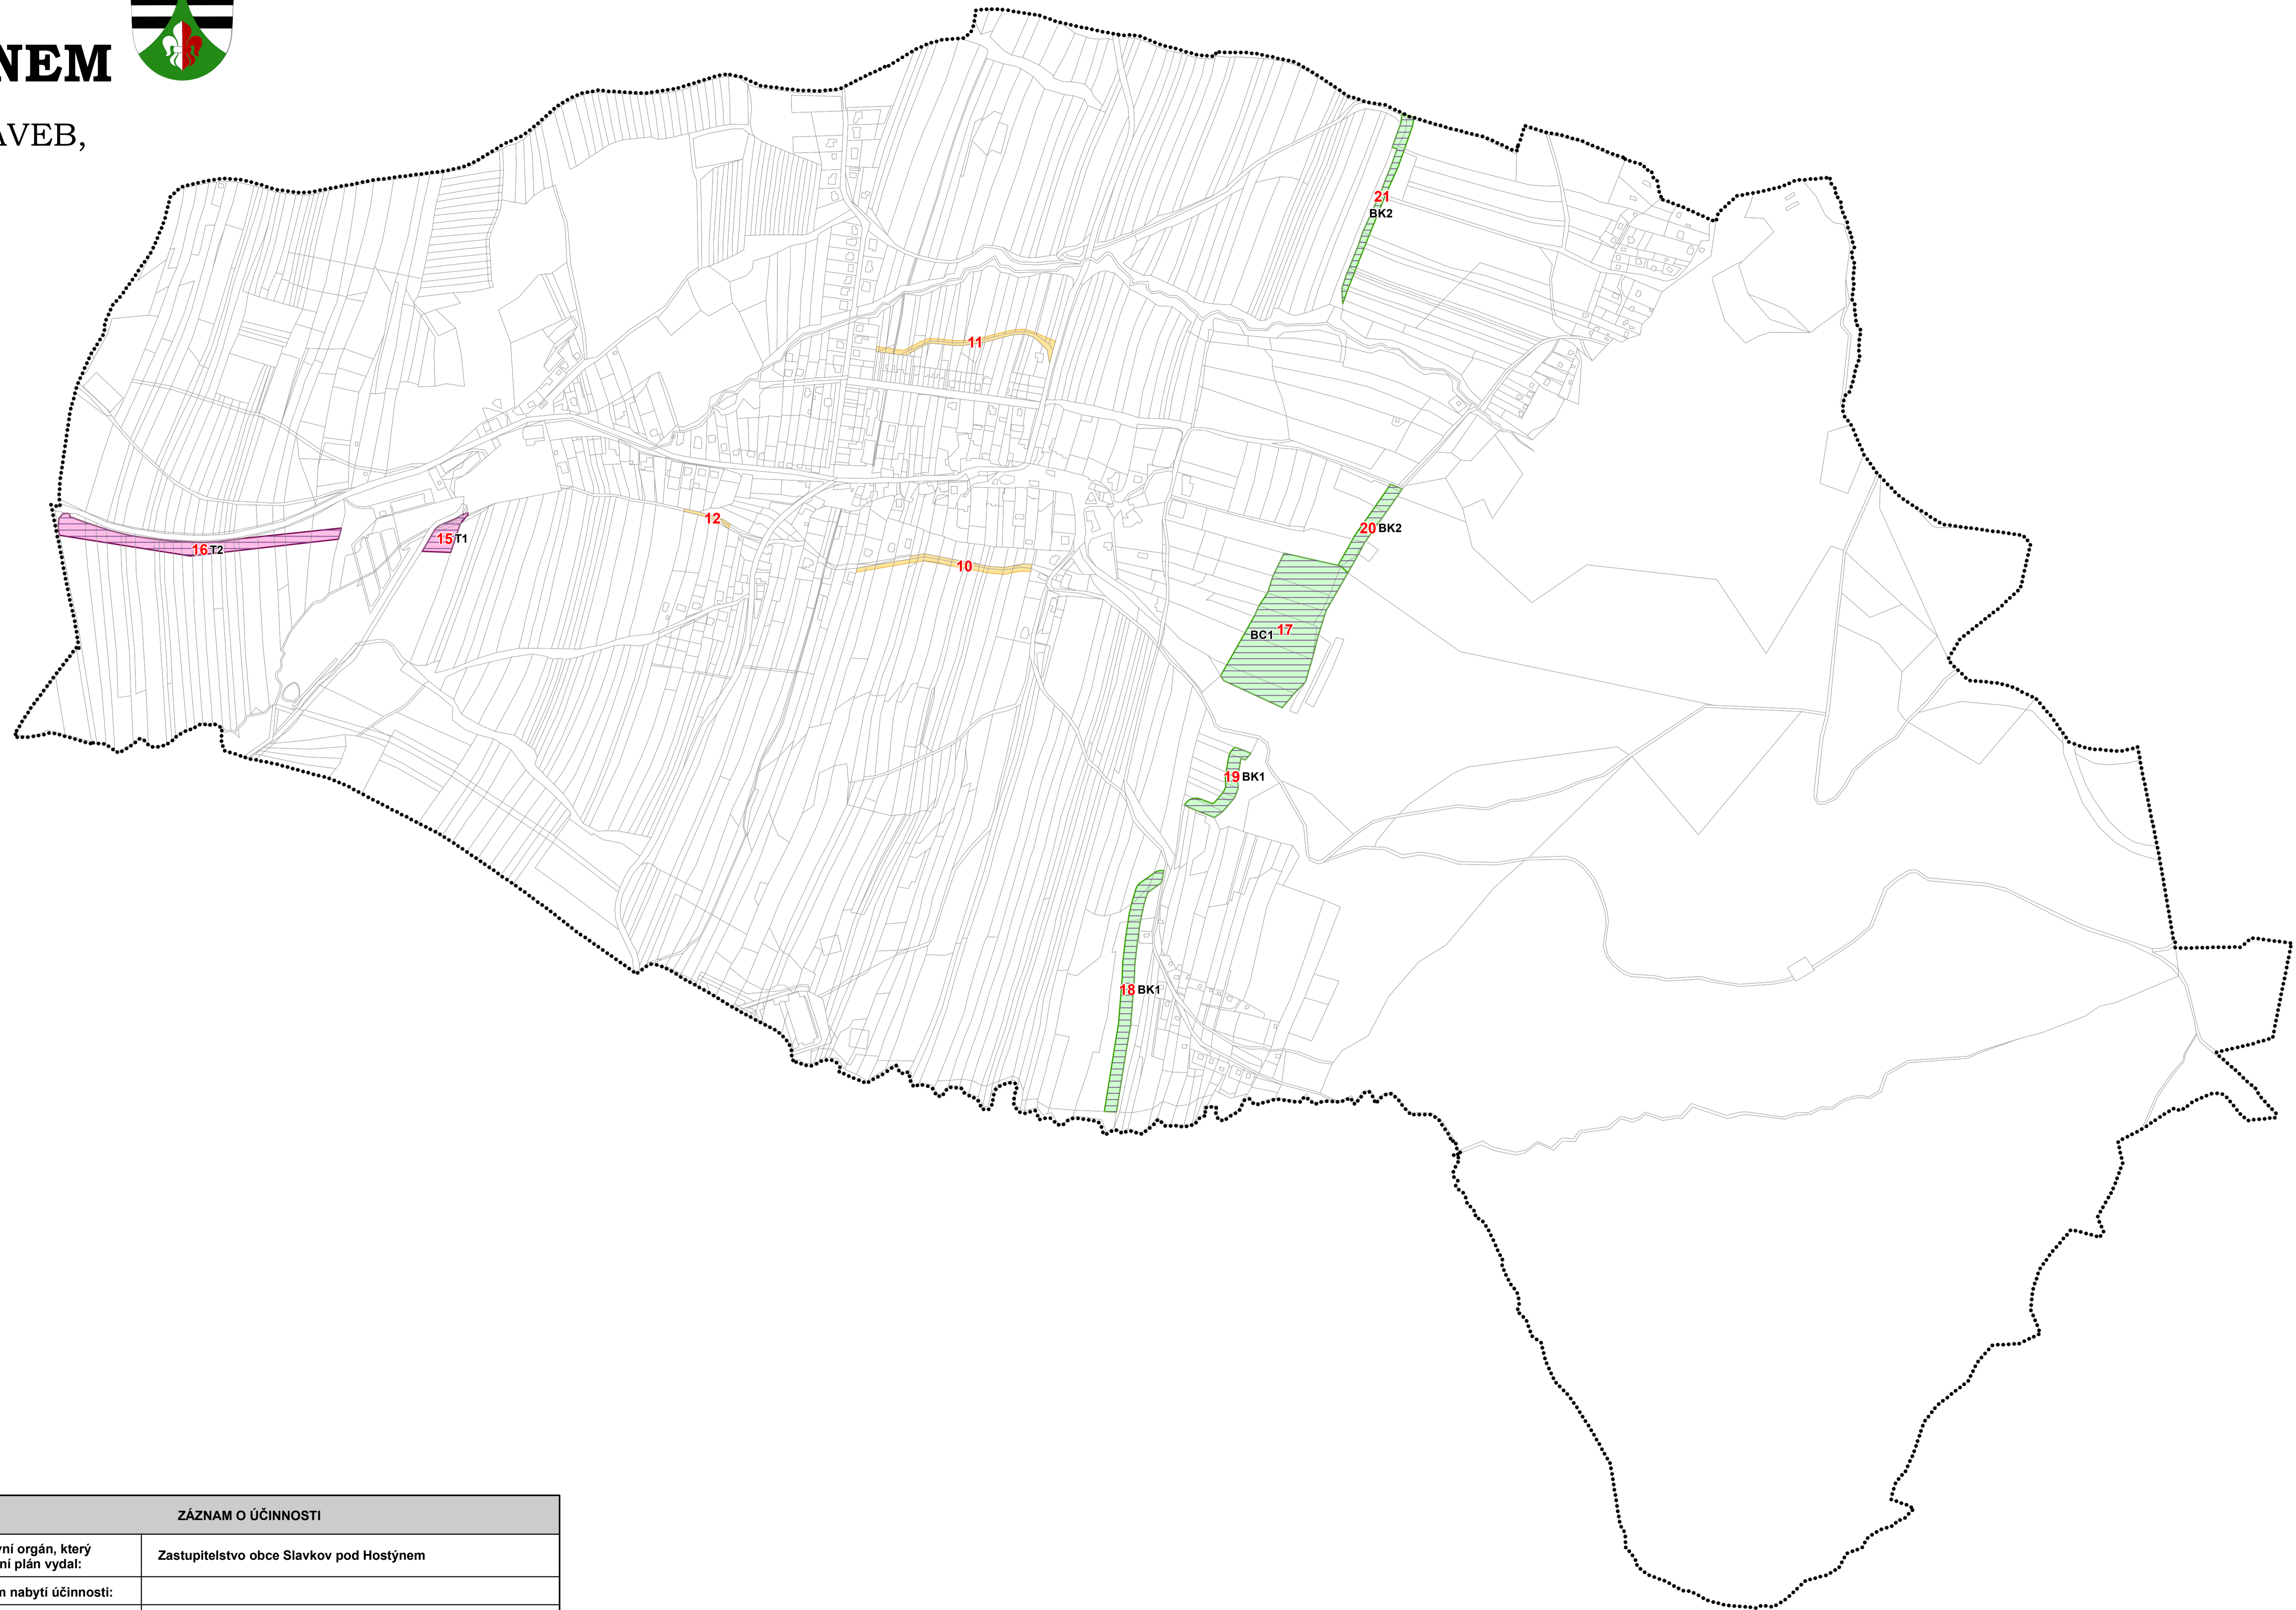 NEM
AVEB,
21
BK2
11
12
16 T2
15 T1
10
20 BK2
BC1 17
19 BK1
18 BK1
ZÁZNAM O ÚČINNOSTI
vní orgán, který
ní plán vydal:
Zastupitelstvo obce Slavkov pod Hostýnem
m nabytí účinnosti: